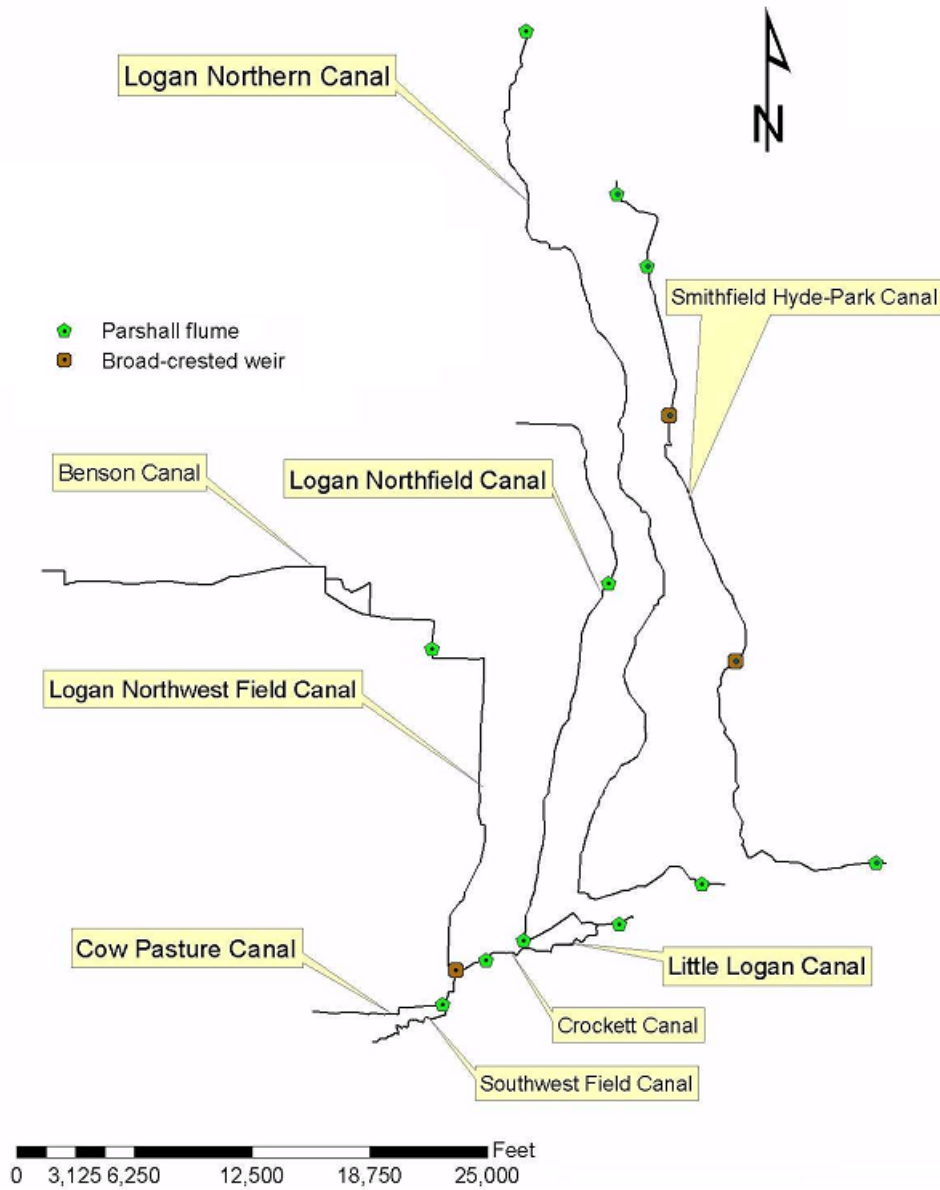 Logan Northern Canal
N
Smithfield Hyde-Park Canal
Parshall flume
Broad-crested weir
Benson Canal
Logan Northfield Canal
Logan Northwest Field Canal
Cow Pasture Canal
Little Logan Canal
Crockett Canal
Southwest Field Canal
Feet
0 3,125 6,250 12,500 18,750 25,000